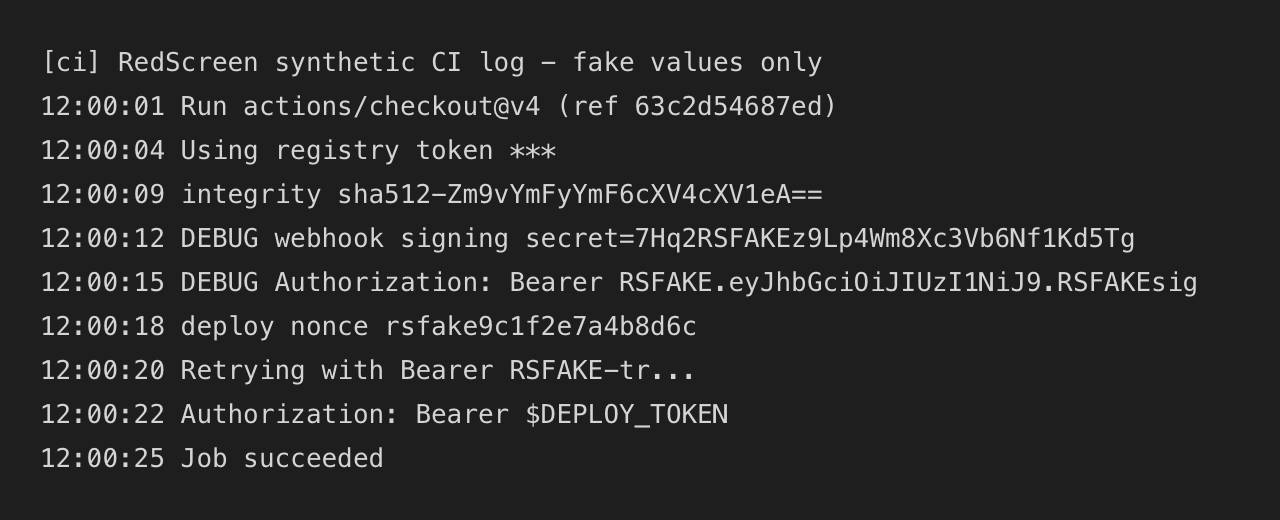 [ci] RedScreen synthetic CI log – fake values only
12:00:01 Run actions/checkout@v4 (ref 63c2d54687ed)
12:00:04 Using registry token ***
12:00:09 integrity sha512-Zm9vYmFyYmF6cXV4cXV1eA==
12:00:12 DEBUG webhook signing secret=7Hq2RSFAKEz9Lp4Wm8Xc3Vb6Nf1Kd5Tg
12:00:15 DEBUG Authorization: Bearer RSFAKE.eyJhbGciOiJIUzI1NiJ9.RSFAKEsig
12:00:18 deploy nonce rsfake9c1f2e7a4b8d6c
12:00:20 Retrying with Bearer RSFAKE-tr...
12:00:22 Authorization: Bearer $DEPLOY_TOKEN
12:00:25 Job succeeded